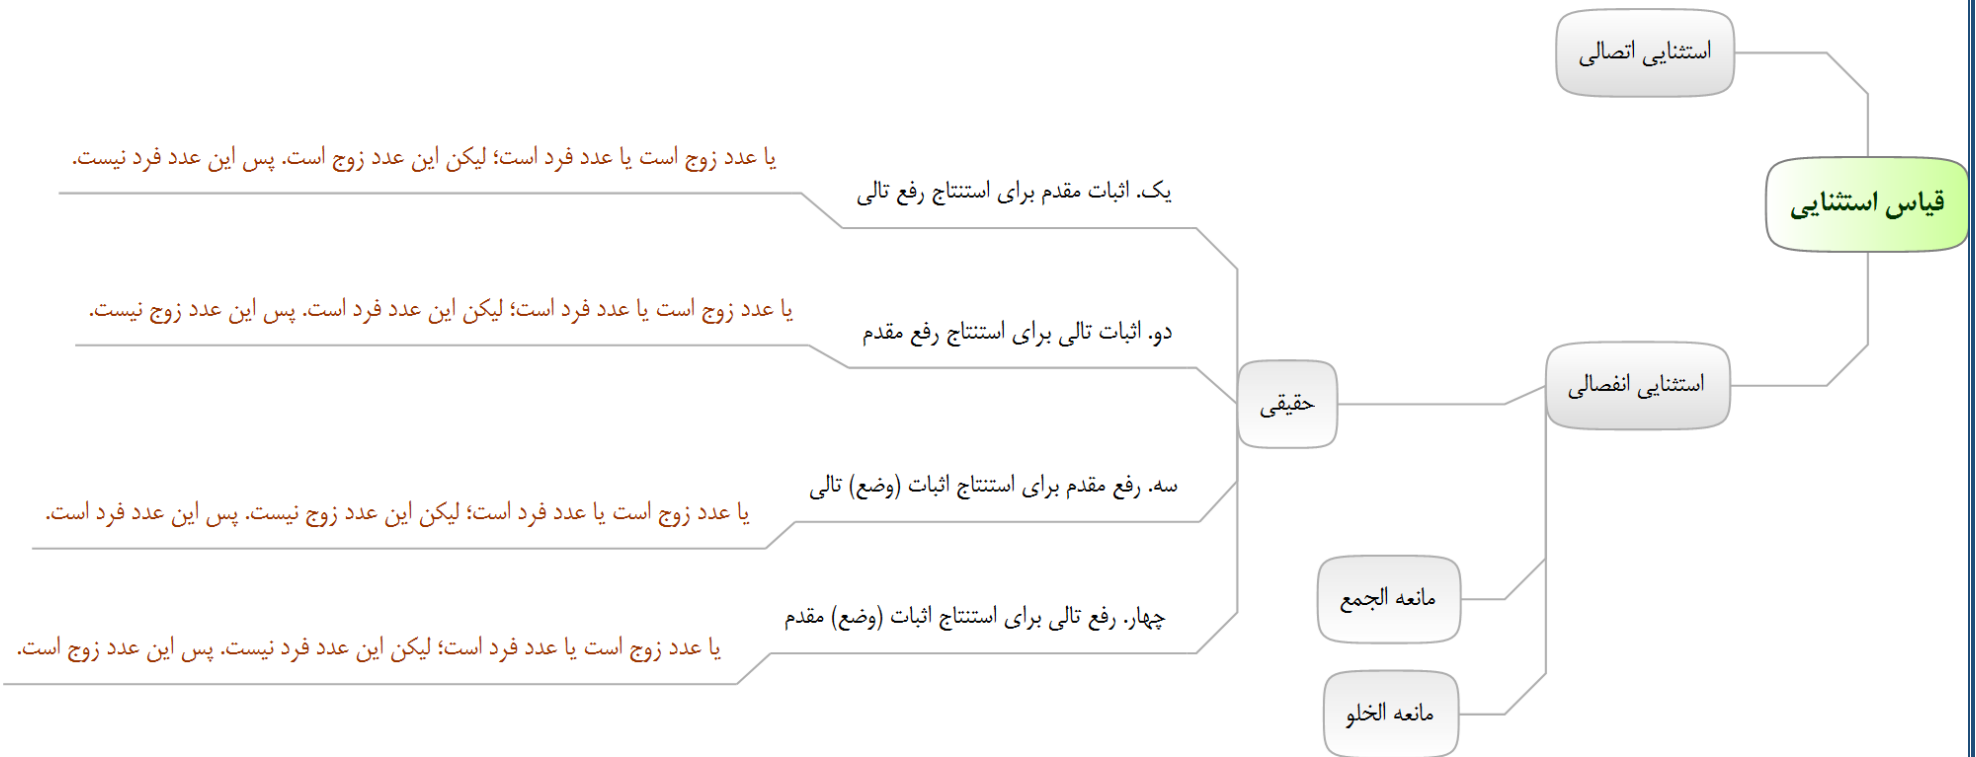 قیاس استثنایی
استثنایی اتصالی
استثنایی انفصالی
حقیقی
یک. اثبات مقدم برای استنتاج رفع تالی
یا عدد زوج است یا عدد فرد است؛ لیکن این عدد زوج است. پس این عدد فرد نیست.
دو. اثبات تالی برای استنتاج رفع مقدم
یا عدد زوج است یا عدد فرد است؛ لیکن این عدد فرد است. پس این عدد زوج نیست.
سه. رفع مقدم برای استنتاج اثبات (وضع) تالی
یا عدد زوج است یا عدد فرد است؛ لیکن این عدد زوج نیست. پس این عدد فرد است.
چهار. رفع تالی برای استنتاج اثبات (وضع) مقدم
یا عدد زوج است یا عدد فرد است؛ لیکن این عدد فرد نیست. پس این عدد زوج است.
مانعه الجمع
مانعه الخلو